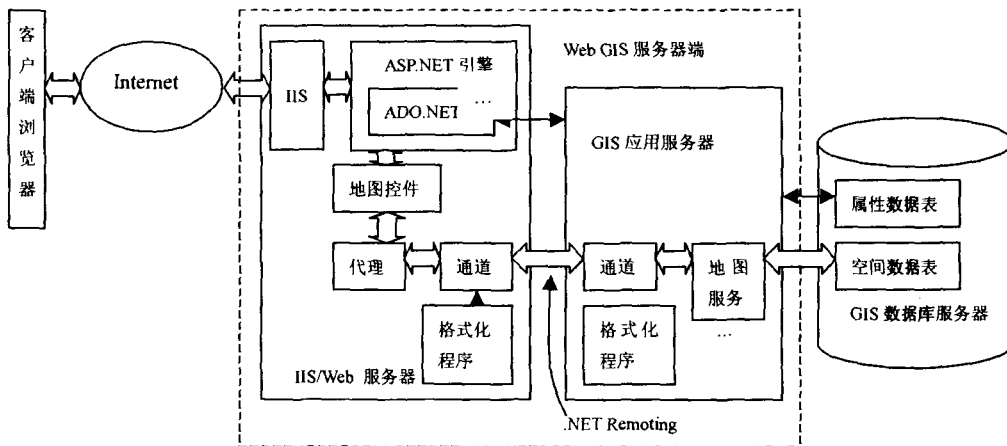 客户端浏览器
Internet
IIS
ASP.NET 引擎
ADO.NET
...
地图控件
代理
通道
格式化
程序
IIS/Web 服务器
Web GIS 服务器端
GIS 应用服务器
通道
地图
服务
...
格式化
程序
.NET Remoting
属性数据表
空间数据表
GIS 数据库服务器